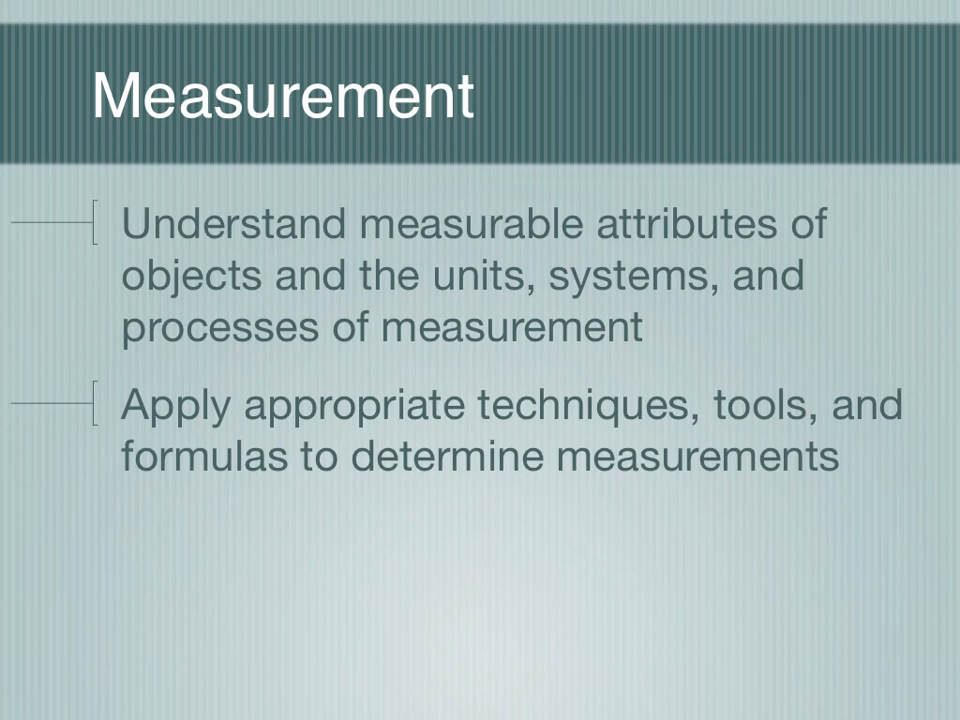 Measurement
Understand measurable attributes of
objects and the units, systems, and
processes of measurement
Apply appropriate techniques, tools, and
formulas to determine measurements